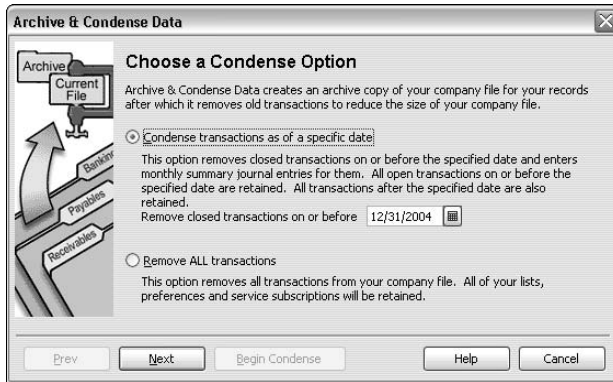 Archive & Condense Data
Archive
Current
File
Banking
Payables
Receivables
Choose a Condense Option
Archive & Condense Data creates an archive copy of your company file for your records
after which it removes old transactions to reduce the size of your company file.
Condense transactions as of a specific date
This option removes closed transactions on or before the specified date and enters
monthly summary journal entries for them. All open transactions on or before the
specified date are retained. All transactions after the specified date are also
retained.
Remove closed transactions on or before 12/31/2004
Remove ALL transactions
This option removes all transactions from your company file. All of your lists,
preferences and service subscriptions will be retained.
Prev Next Begin Condense Help Cancel